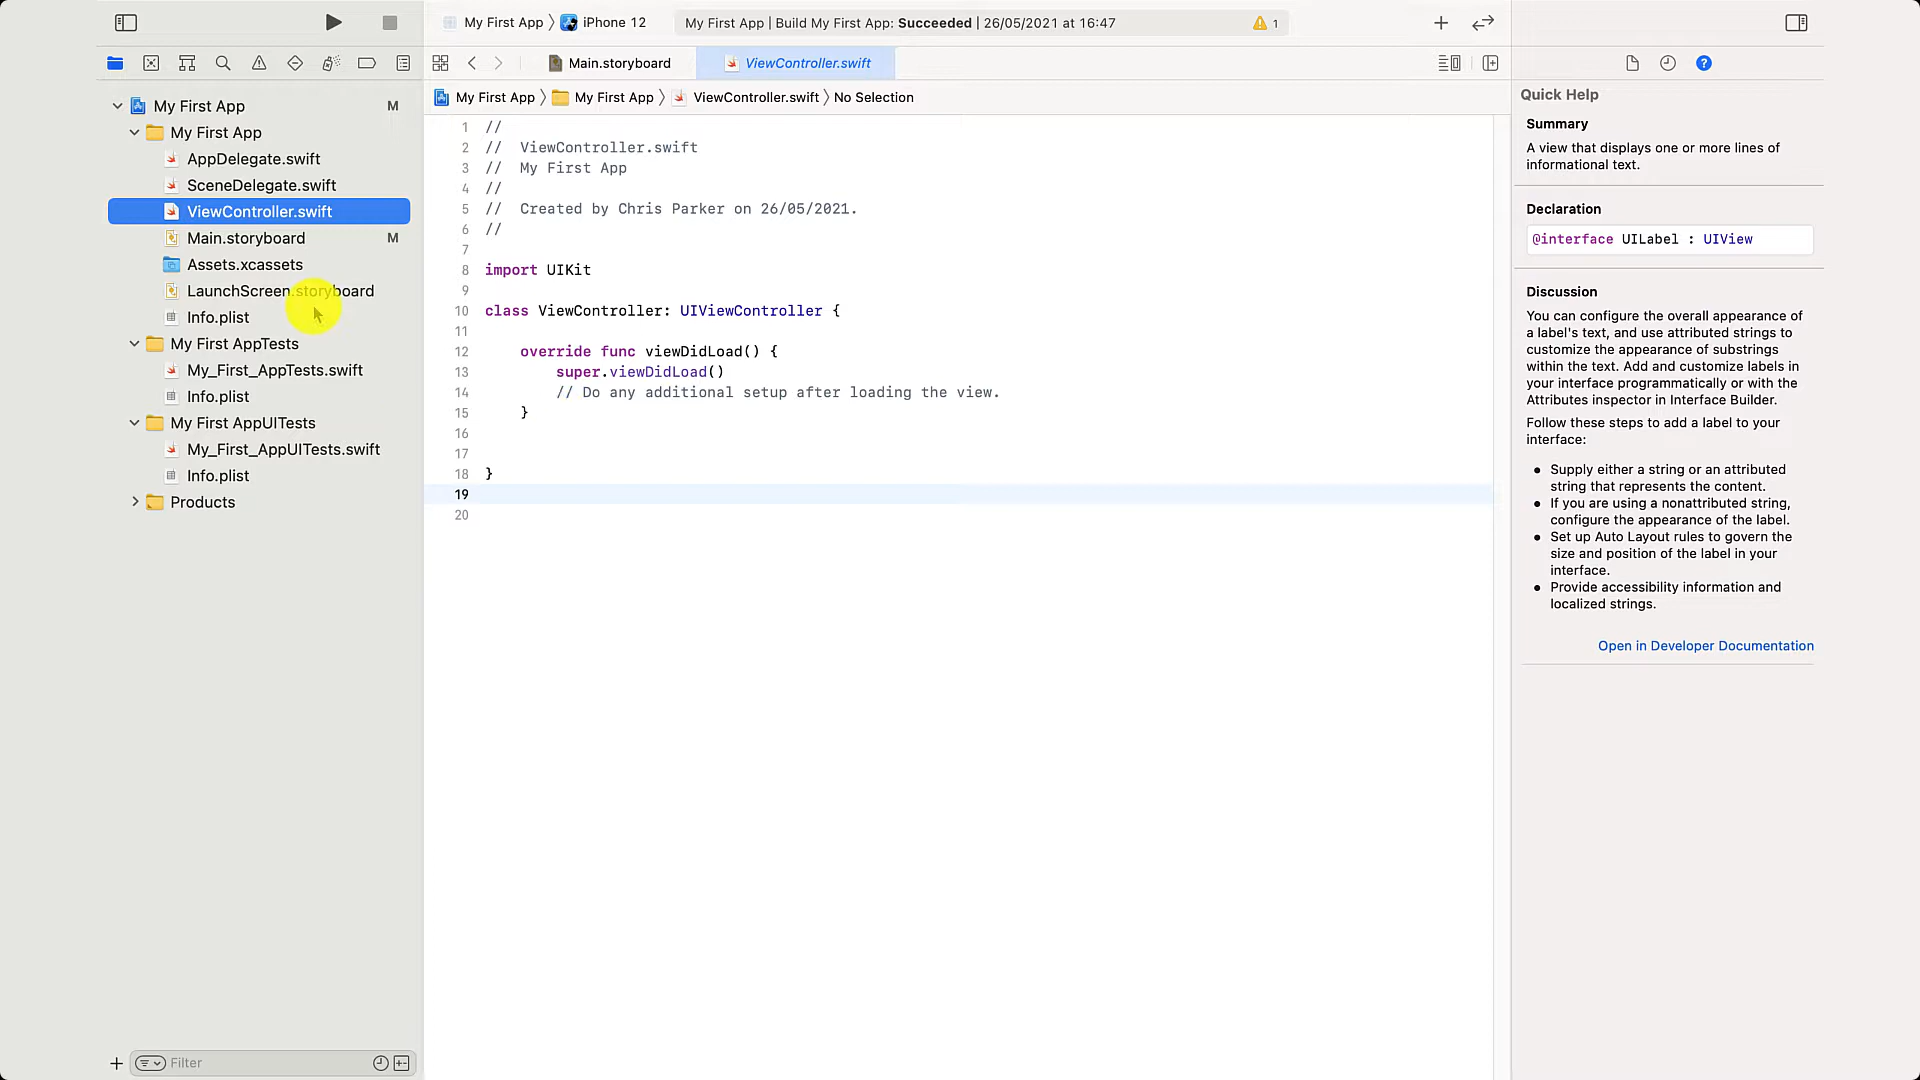 My First App 〉 iPhone 12
My First App | Build My First App: Succeeded | 26/05/2021 at 16:47
1
Main.storyboard
ViewController.swift
My First App 〉 My First App 〉 ViewController.swift 〉 No Selection
My First App M
My First App
AppDelegate.swift
SceneDelegate.swift
ViewController.swift
Main.storyboard M
Assets.xcassets
LaunchScreen.storyboard
Info.plist
My First AppTests
My_First_AppTests.swift
Info.plist
My First AppUITests
My_First_AppUITests.swift
Info.plist
Products
Filter
1 //
2 //  ViewController.swift
3 //  My First App
4 //
5 //  Created by Chris Parker on 26/05/2021.
6 //
7
8 import UIKit
9
10 class ViewController: UIViewController {
11
12     override func viewDidLoad() {
13         super.viewDidLoad()
14         // Do any additional setup after loading the view.
15     }
16
17
18 }
19
20
Quick Help
Summary
A view that displays one or more lines of
informational text.
Declaration
@interface UILabel : UIView
Discussion
You can configure the overall appearance of
a label's text, and use attributed strings to
customize the appearance of substrings
within the text. Add and customize labels in
your interface programmatically or with the
Attributes inspector in Interface Builder.
Follow these steps to add a label to your
interface:
• Supply either a string or an attributed
string that represents the content.
• If you are using a nonattributed string,
configure the appearance of the label.
• Set up Auto Layout rules to govern the
size and position of the label in your
interface.
• Provide accessibility information and
localized strings.
Open in Developer Documentation